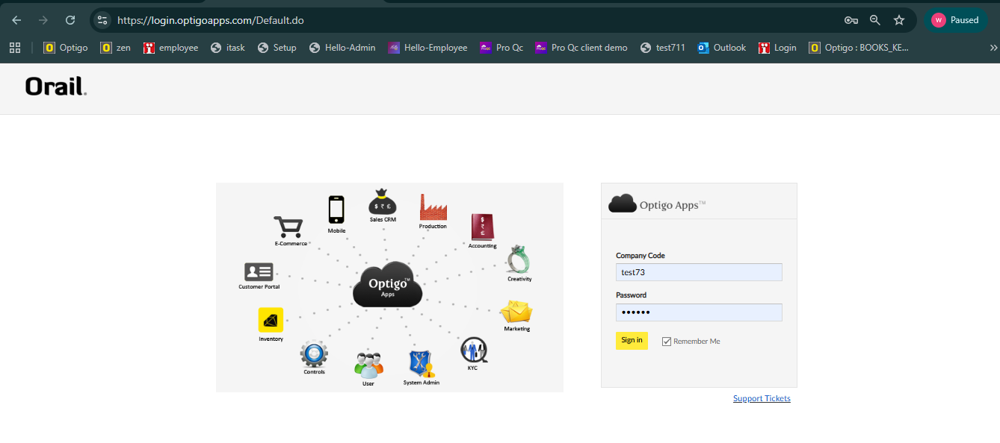 https://login.optigoapps.com/Default.do
W Paused
Optigo zen employee itask Setup Hello-Admin Hello-Employee Pro Qc Pro Qc client demo test711 Outlook Login Optigo : BOOKS_KE...
Orail.
Mobile
Sales CRM
Production
E-Commerce
Accounting
Customer Portal
Optigo™
Apps
Creativity
Inventory
Marketing
Controls
User
System Admin
KYC
Optigo Apps™
Company Code
test73
Password
••••••
Sign in Remember Me
Support Tickets